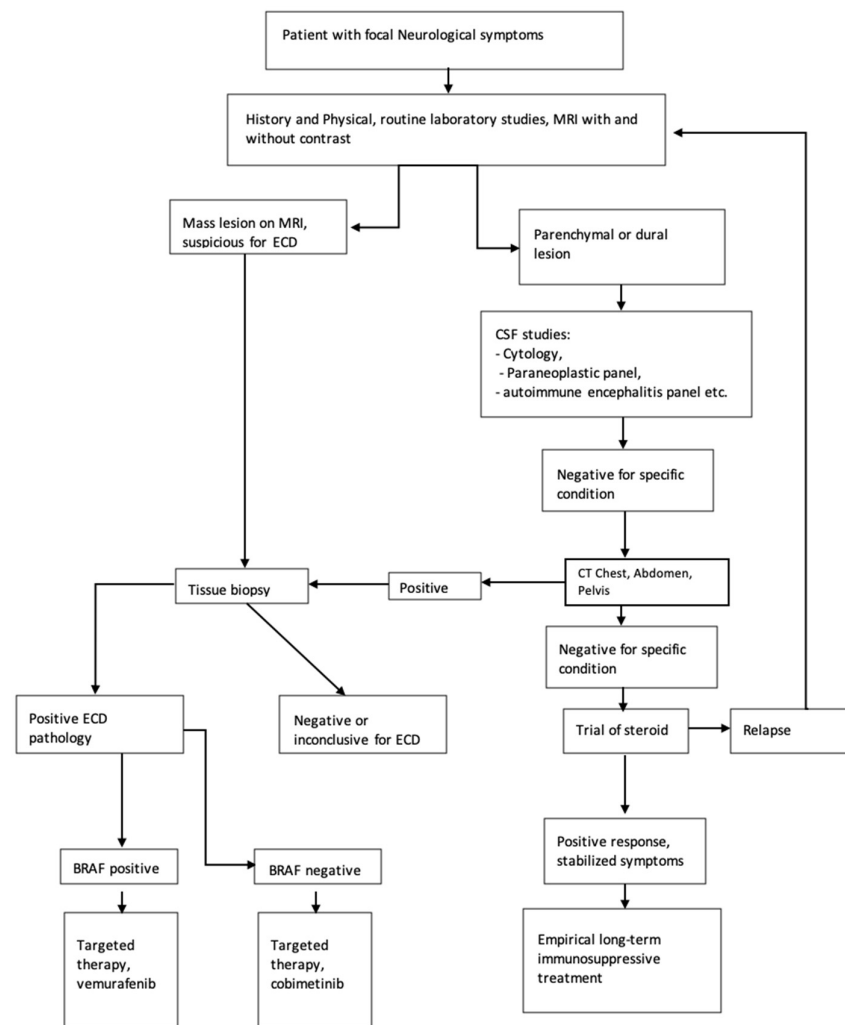 Patient with focal Neurological symptoms
History and Physical, routine laboratory studies, MRI with and
without contrast
Mass lesion on MRI,
suspicious for ECD
Parenchymal or dural
lesion
CSF studies:
- Cytology,
- Paraneoplastic panel,
- autoimmune encephalitis panel etc.
Negative for specific
condition
CT Chest, Abdomen,
Pelvis
Positive
Tissue biopsy
Negative for specific
condition
Positive ECD
pathology
Negative or
inconclusive for ECD
Trial of steroid
Relapse
BRAF positive
BRAF negative
Positive response,
stabilized symptoms
Targeted
therapy,
vemurafenib
Targeted
therapy,
cobimetinib
Empirical long-term
immunosuppressive
treatment